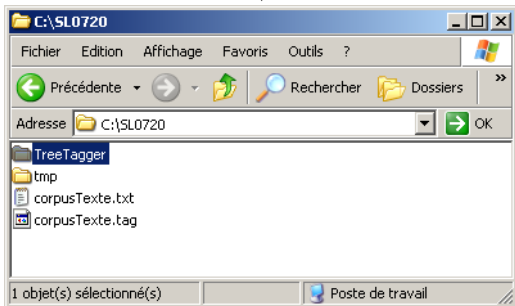 C:\SL0720
Fichier Edition Affichage Favoris Outils ?
Précédente Rechercher Dossiers »
Adresse C:\SL0720 OK
TreeTagger
tmp
corpusTexte.txt
corpusTexte.tag
1 objet(s) sélectionné(s) Poste de travail